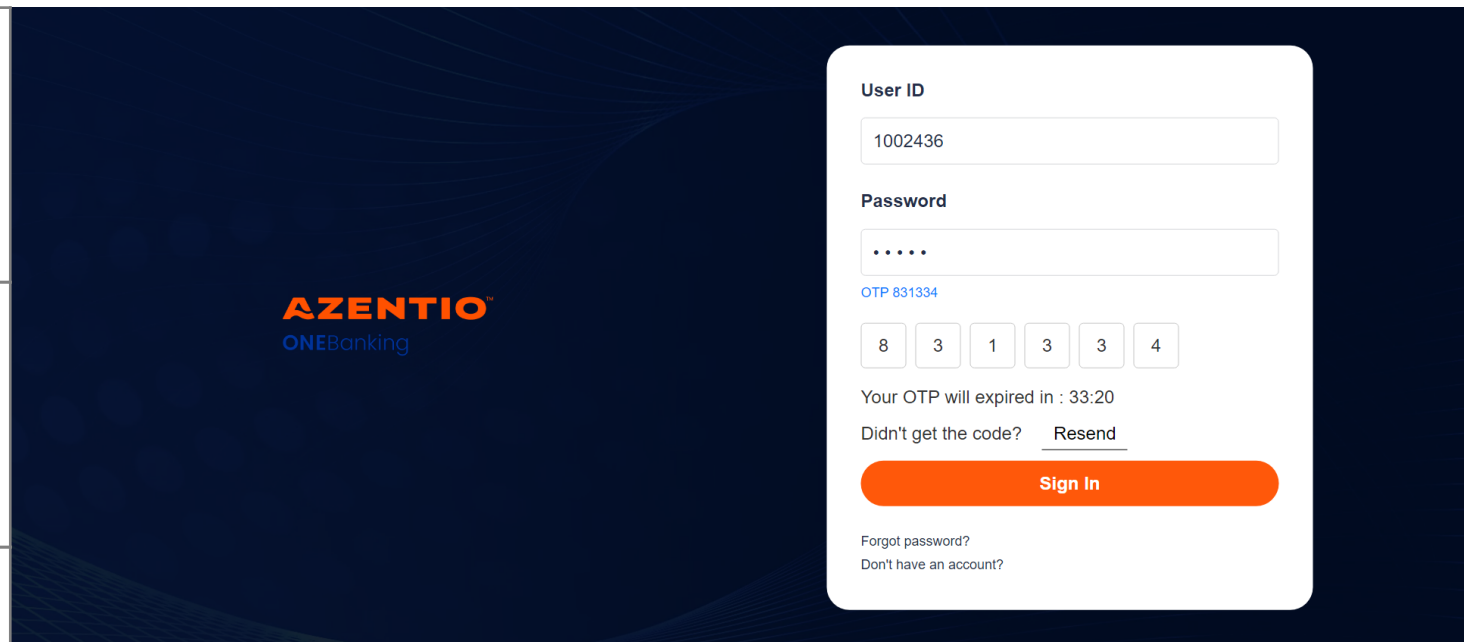 AZENTIO™
ONEBanking
User ID
1002436
Password
•••••
OTP 831334
8 3 1 3 3 4
Your OTP will expired in : 33:20
Didn't get the code? Resend
Sign In
Forgot password?
Don't have an account?